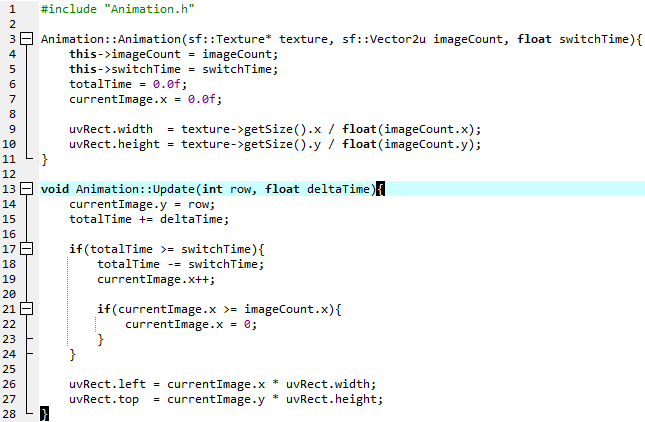 1 #include "Animation.h"
2
3 Animation::Animation(sf::Texture* texture, sf::Vector2u imageCount, float switchTime){
4     this->imageCount = imageCount;
5     this->switchTime = switchTime;
6     totalTime = 0.0f;
7     currentImage.x = 0.0f;
8
9     uvRect.width  = texture->getSize().x / float(imageCount.x);
10     uvRect.height = texture->getSize().y / float(imageCount.y);
11 }
12
13 void Animation::Update(int row, float deltaTime){
14     currentImage.y = row;
15     totalTime += deltaTime;
16
17     if(totalTime >= switchTime){
18         totalTime -= switchTime;
19         currentImage.x++;
20
21         if(currentImage.x >= imageCount.x){
22             currentImage.x = 0;
23         }
24     }
25
26     uvRect.left = currentImage.x * uvRect.width;
27     uvRect.top  = currentImage.y * uvRect.height;
28 }